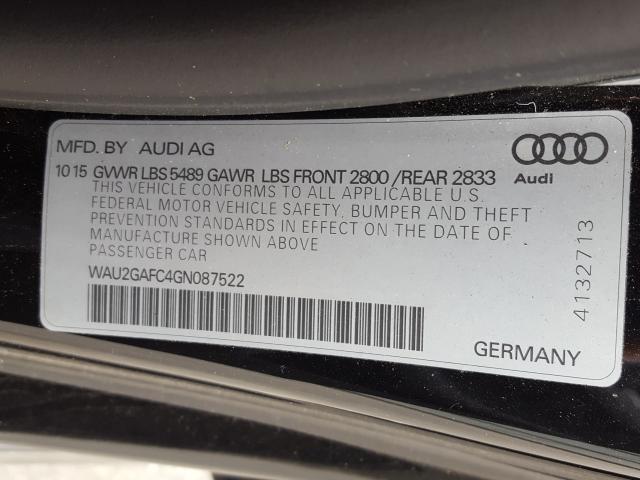 MFD. BY AUDI AG
10 15 GVWR LBS 5489 GAWR LBS FRONT 2800 /REAR 2833
THIS VEHICLE CONFORMS TO ALL APPLICABLE U.S.
FEDERAL MOTOR VEHICLE SAFETY, BUMPER AND THEFT
PREVENTION STANDARDS IN EFFECT ON THE DATE OF
MANUFACTURE SHOWN ABOVE
PASSENGER CAR
WAU2GAFC4GN087522
Audi
4132713
GERMANY